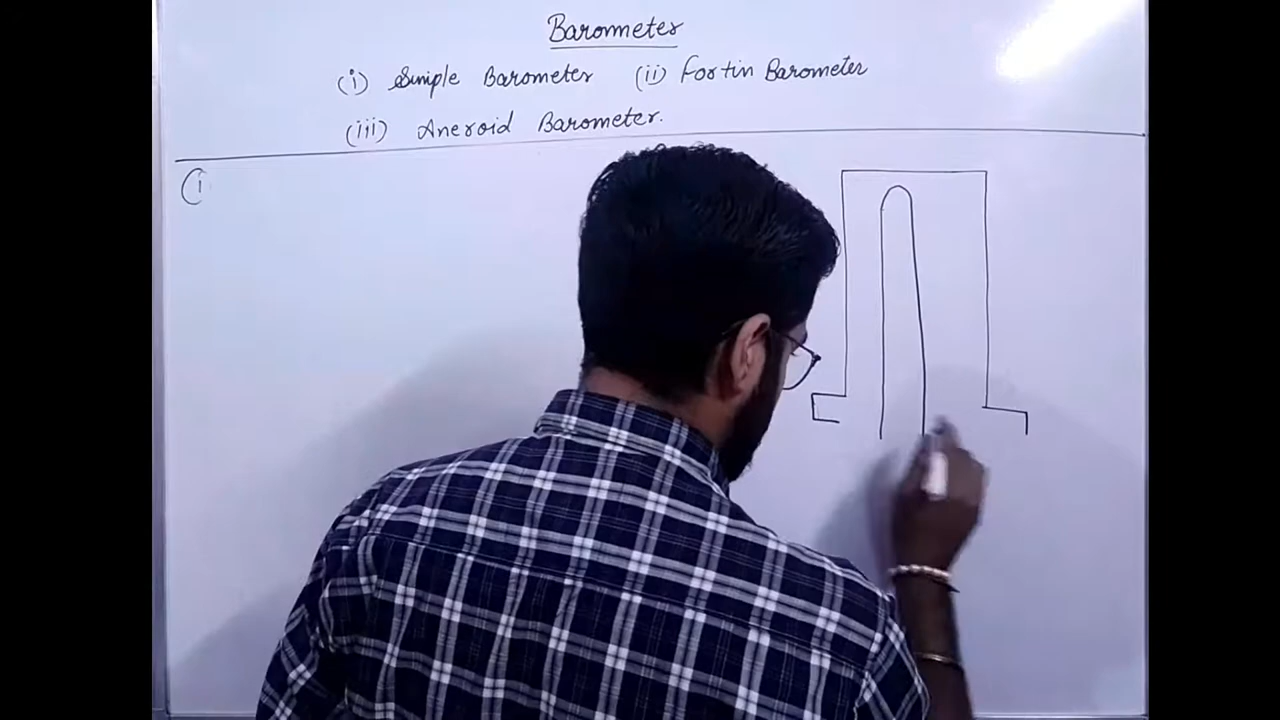 Barometer
(i) Simple Barometer (ii) Fortin Barometer
(iii) Aneroid Barometer.
(i